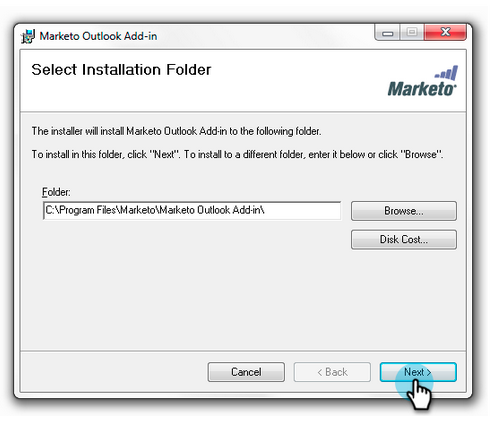 Marketo Outlook Add-in
Select Installation Folder
Marketo
The installer will install Marketo Outlook Add-in to the following folder.
To install in this folder, click "Next". To install to a different folder, enter it below or click "Browse".
Folder:
C:\Program Files\Marketo\Marketo Outlook Add-in\
Browse...
Disk Cost...
Cancel
< Back
Next >